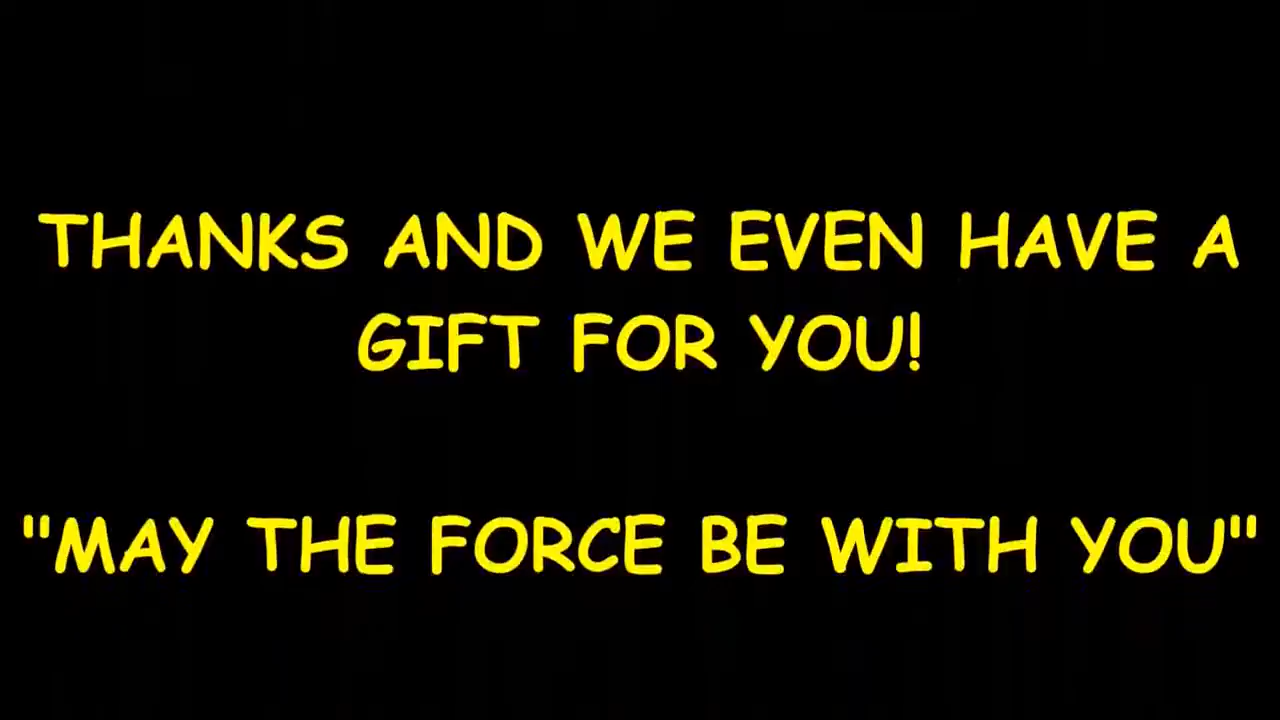 THANKS AND WE EVEN HAVE A
GIFT FOR YOU!
"MAY THE FORCE BE WITH YOU"